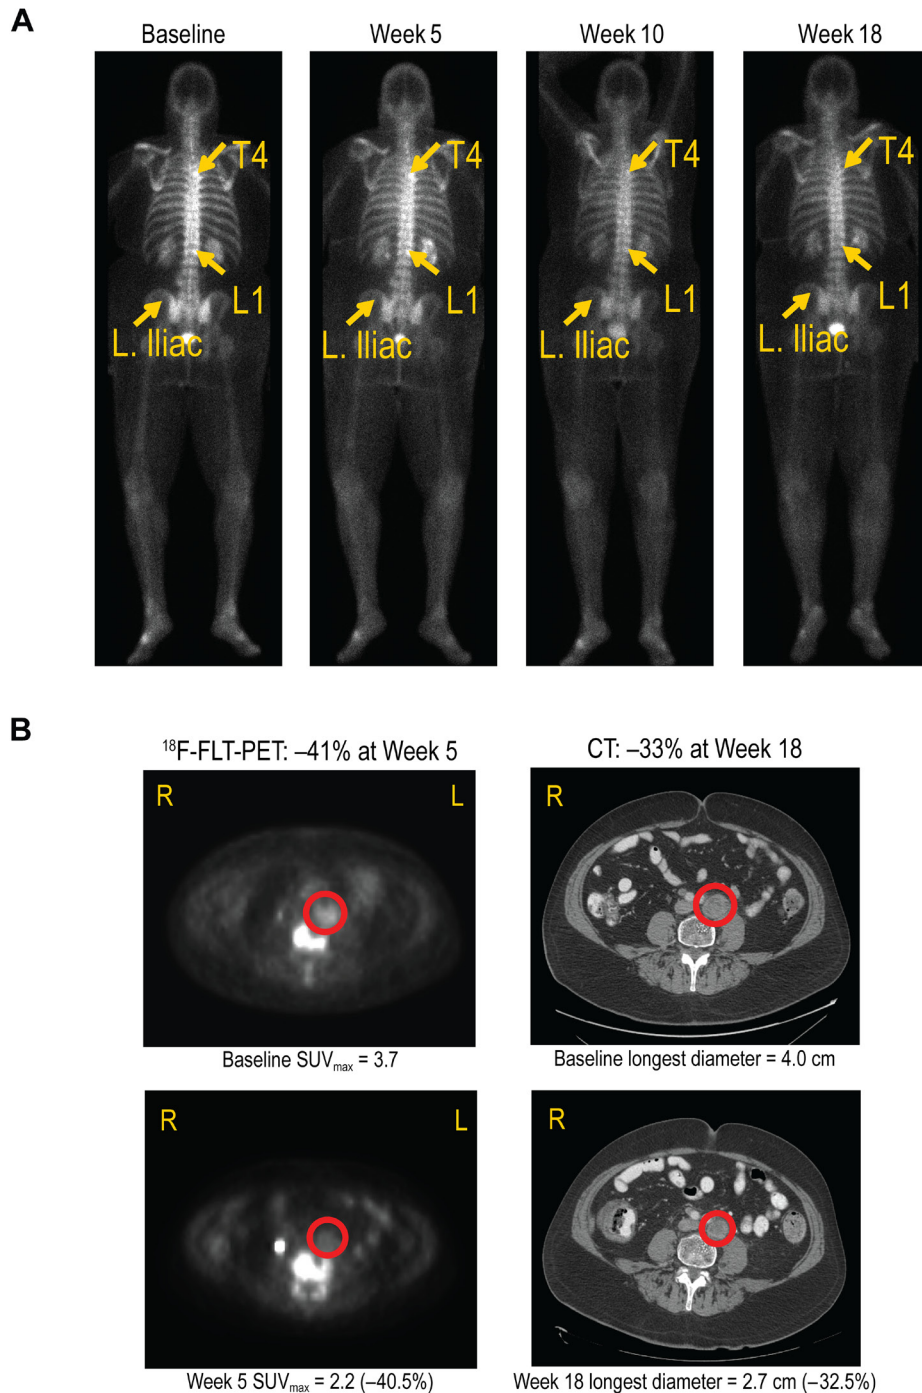 A
Baseline
Week 5
Week 10
Week 18
T4
T4
T4
T4
L1
L1
L1
L1
L. Iliac
L. Iliac
L. Iliac
L. Iliac
B
¹⁸F-FLT-PET: –41% at Week 5
CT: –33% at Week 18
R
L
R
Baseline SUVmax = 3.7
Baseline longest diameter = 4.0 cm
R
L
R
Week 5 SUVmax = 2.2 (–40.5%)
Week 18 longest diameter = 2.7 cm (–32.5%)